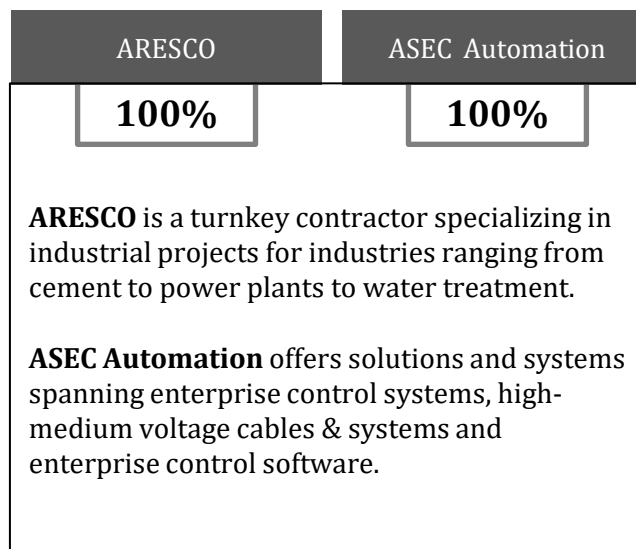 ARESCO
ASEC Automation
100%
100%
ARESCO is a turnkey contractor specializing in
industrial projects for industries ranging from
cement to power plants to water treatment.
ASEC Automation offers solutions and systems
spanning enterprise control systems, high-
medium voltage cables & systems and
enterprise control software.